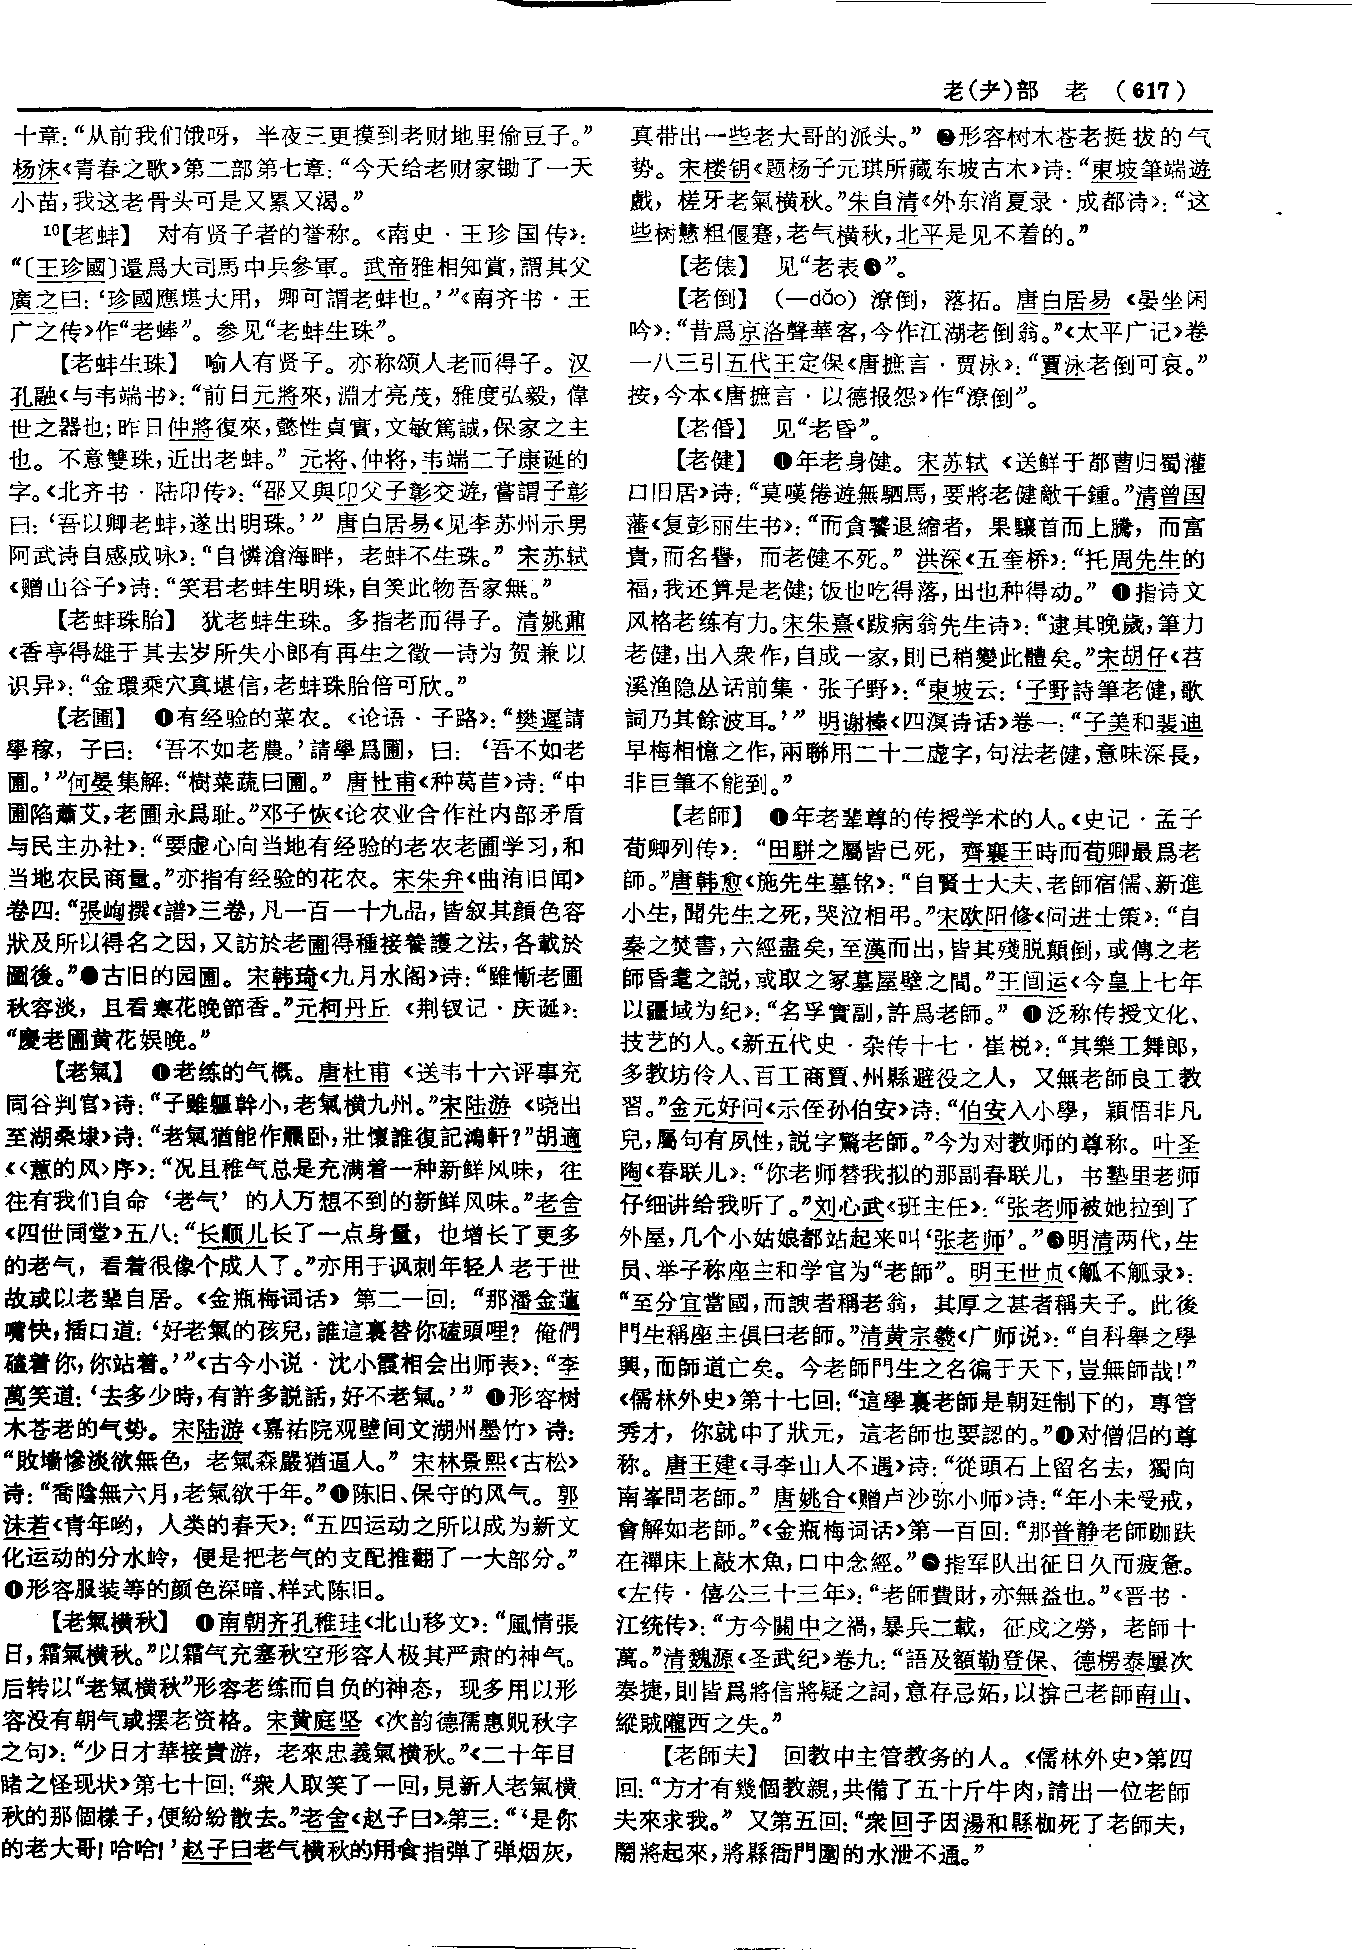 老(耂)部　老　(617)
十章：“从前我们饿呀，半夜三更摸到老财地里偷豆子。”
杨沫《青春之歌》第二部第七章：“今天给老财家锄了一天
小苗，我这老骨头可是又累又渴。”
10【老蚌】　对有贤子者的誉称。《南史·王珍国传》：
“〔王珍國〕還爲大司馬中兵參軍。武帝雅相知賞，謂其父
廣之曰：‘珍國應堪大用，卿可謂老蚌也。’”《南齐书·王
广之传》作“老蜯”。参见“老蚌生珠”。
【老蚌生珠】　喻人有贤子。亦称颂人老而得子。汉
孔融《与韦端书》：“前日元將來，淵才亮茂，雅度弘毅，偉
世之器也；昨日仲將復來，懿性貞實，文敏篤誠，保家之主
也。不意雙珠，近出老蚌。”元将、仲将，韦端二子康诞的
字。《北齐书·陆卬传》：“邵又與卬父子彰交遊，嘗謂子彰
曰：‘吾以卿老蚌，遂出明珠。’”唐白居易《见李苏州示男
阿武诗自感成咏》：“自憐滄海畔，老蚌不生珠。”宋苏轼
《赠山谷子》诗：“笑君老蚌生明珠，自笑此物吾家無。”
【老蚌珠胎】　犹老蚌生珠。多指老而得子。清姚鼐
《香亭得雄于其去岁所失小郎有再生之徵一诗为贺兼以
识异》：“金環乘穴真堪信，老蚌珠胎倍可欣。”
【老圃】　❶有经验的菜农。《论语·子路》：“樊遲請
學稼，子曰：‘吾不如老農。’請學爲圃，曰：‘吾不如老
圃。’”何晏集解：“樹菜蔬曰圃。”唐杜甫《种莴苣》诗：“中
圃陷蕭艾，老圃永爲耻。”邓子恢《论农业合作社内部矛盾
与民主办社》：“要虚心向当地有经验的老农老圃学习，和
当地农民商量。”亦指有经验的花农。宋朱弁《曲洧旧闻》
卷四：“張峋撰《譜》三卷，凡一百一十九品，皆叙其顔色容
狀及所以得名之因，又訪於老圃得種接養護之法，各載於
圖後。”❷古旧的园圃。宋韩琦《九月水阁》诗：“雖慚老圃
秋容淡，且看寒花晚節香。”元柯丹丘《荆钗记·庆诞》：
“慶老圃黄花娱晚。”
【老氣】　❶老练的气概。唐杜甫《送韦十六评事充
同谷判官》诗：“子雖軀幹小，老氣横九州。”宋陆游《晓出
至湖桑埭》诗：“老氣猶能作鼾卧，壯懷誰復記鴻軒？”胡適
《〈蕙的风〉序》：“况且稚气总是充满着一种新鲜风味，往
往有我们自命‘老气’的人万想不到的新鲜风味。”老舍
《四世同堂》五八：“长顺儿长了一点身量，也增长了更多
的老气，看着很像个成人了。”亦用于讽刺年轻人老于世
故或以老辈自居。《金瓶梅词话》第二一回：“那潘金蓮
嘴快，插口道：‘好老氣的孩兒，誰這裏替你磕頭哩？俺們
磕着你，你站着。’”《古今小说·沈小霞相会出师表》：“李
萬笑道：‘去多少時，有許多説話，好不老氣。’”❷形容树
木苍老的气势。宋陆游《嘉祐院观壁间文湖州墨竹》诗：
“敗墻慘淡欲無色，老氣森嚴猶逼人。”宋林景熙《古松》
诗：“喬陰無六月，老氣欲千年。”❸陈旧、保守的风气。郭
沫若《青年哟，人类的春天》：“五四运动之所以成为新文
化运动的分水岭，便是把老气的支配推翻了一大部分。”
❹形容服装等的颜色深暗、样式陈旧。
【老氣横秋】　❶南朝齐孔稚珪《北山移文》：“風情張
日，霜氣横秋。”以霜气充塞秋空形容人极其严肃的神气。
后转以“老氣横秋”形容老练而自负的神态，现多用以形
容没有朝气或摆老资格。宋黄庭坚《次韵德孺惠贶秋字
之句》：“少日才華接貴游，老來忠義氣横秋。”《二十年目
睹之怪现状》第七十回：“衆人取笑了一回，見新人老氣横
秋的那個樣子，便紛紛散去。”老舍《赵子曰》第三：“‘是你
的老大哥！哈哈！’赵子曰老气横秋的用食指弹了弹烟灰，
真带出一些老大哥的派头。”❷形容树木苍老挺拔的气
势。宋楼钥《题杨子元琪所藏东坡古木》诗：“東坡筆端遊
戲，槎牙老氣横秋。”朱自清《外东消夏录·成都诗》：“这
些树戆粗偃蹇，老气横秋，北平是见不着的。”
【老俵】　见“老表❸”。
【老倒】　（—dǎo）潦倒，落拓。唐白居易《晏坐闲
吟》：“昔爲京洛聲華客，今作江湖老倒翁。”《太平广记》卷
一八三引五代王定保《唐摭言·贾泳》：“賈泳老倒可哀。”
按，今本《唐摭言·以德报怨》作“潦倒”。
【老偺】　见“老昏”。
【老健】　❶年老身健。宋苏轼《送鲜于都曹归蜀灌
口旧居》诗：“莫嘆倦遊無駟馬，要將老健敵千鍾。”清曾国
藩《复彭丽生书》：“而貪饕退縮者，果驤首而上騰，而富
貴，而名譽，而老健不死。”洪深《五奎桥》：“托周先生的
福，我还算是老健；饭也吃得落，田也种得动。”❷指诗文
风格老练有力。宋朱熹《跋病翁先生诗》：“逮其晚歲，筆力
老健，出入衆作，自成一家，則已稍變此體矣。”宋胡仔《苕
溪渔隐丛话前集·张子野》：“東坡云：‘子野詩筆老健，歌
詞乃其餘波耳。’”明谢榛《四溟诗话》卷一：“子美和裴迪
早梅相憶之作，兩聯用二十二虚字，句法老健，意味深長，
非巨筆不能到。”
【老師】　❶年老辈尊的传授学术的人。《史记·孟子
荀卿列传》：“田駢之屬皆已死，齊襄王時而荀卿最爲老
師。”唐韩愈《施先生墓铭》：“自賢士大夫、老師宿儒、新進
小生，聞先生之死，哭泣相弔。”宋欧阳修《问进士策》：“自
秦之焚書，六經盡矣，至漢而出，皆其殘脱顛倒，或傳之老
師昏耄之説，或取之冢墓屋壁之間。”王闿运《今皇上七年
以疆域为纪》：“名孚實副，許爲老師。”❷泛称传授文化、
技艺的人。《新五代史·杂传十七·崔棁》：“其樂工舞郎，
多教坊伶人、百工商賈、州縣避役之人，又無老師良工教
習。”金元好问《示侄孙伯安》诗：“伯安入小學，穎悟非凡
兒，屬句有夙性，説字驚老師。”今为对教师的尊称。叶圣
陶《春联儿》：“你老师替我拟的那副春联儿，书塾里老师
仔细讲给我听了。”刘心武《班主任》：“张老师被她拉到了
外屋，几个小姑娘都站起来叫‘张老师’。”❸明清两代，生
员、举子称座主和学官为“老師”。明王世贞《觚不觚录》：
“至分宜當國，而諛者稱老翁，其厚之甚者稱夫子。此後
門生稱座主俱曰老師。”清黄宗羲《广师说》：“自科舉之學
興，而師道亡矣。今老師門生之名徧于天下，豈無師哉！”
《儒林外史》第十七回：“這學裏老師是朝廷制下的，專管
秀才，你就中了狀元，這老師也要認的。”❹对僧侣的尊
称。唐王建《寻李山人不遇》诗：“從頭石上留名去，獨向
南峯問老師。”唐姚合《赠卢沙弥小师》诗：“年小未受戒，
會解如老師。”《金瓶梅词话》第一百回：“那普静老師跏趺
在禪床上敲木魚，口中念經。”❺指军队出征日久而疲惫。
《左传·僖公三十三年》：“老師費財，亦無益也。”《晋书·
江统传》：“方今關中之禍，暴兵二載，征戍之勞，老師十
萬。”清魏源《圣武纪》卷九：“語及額勒登保、德楞泰屢次
奏捷，則皆爲將信將疑之詞，意存忌妬，以揜己老師南山、
縱賊隴西之失。”
【老師夫】　回教中主管教务的人。《儒林外史》第四
回：“方才有幾個教親，共備了五十斤牛肉，請出一位老師
夫來求我。”又第五回：“衆回子因湯和縣枷死了老師夫，
鬧將起來，將縣衙門圍的水泄不通。”